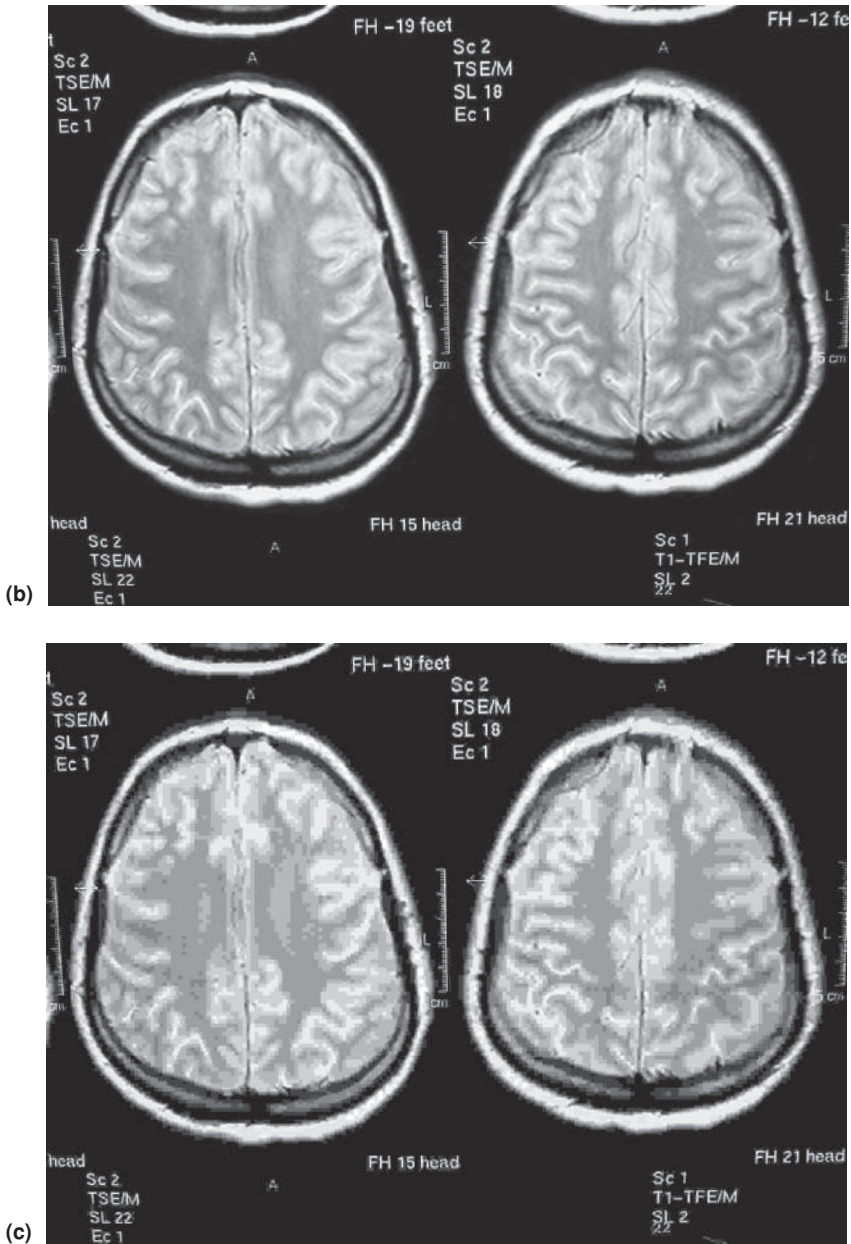 FH -19 feet
FH -12 fe
A
A
Sc 2
TSE/M
SL 17
Ec 1
Sc 2
TSE/M
SL 18
Ec 1
L
L
cm
5 cm
head
FH 15 head
FH 21 head
Sc 2
TSE/M
SL 22
Ec 1
A
Sc 1
T1-TFE/M
SL 2
22
(b)
FH -19 feet
FH -12 fe
A
A
Sc 2
TSE/M
SL 17
Ec 1
Sc 2
TSE/M
SL 18
Ec 1
L
L
cm
cm
head
FH 15 head
FH 21 head
Sc 2
TSE/M
SL 22
Ec 1
A
Sc 1
T1-TFE/M
SL 2
22
(c)